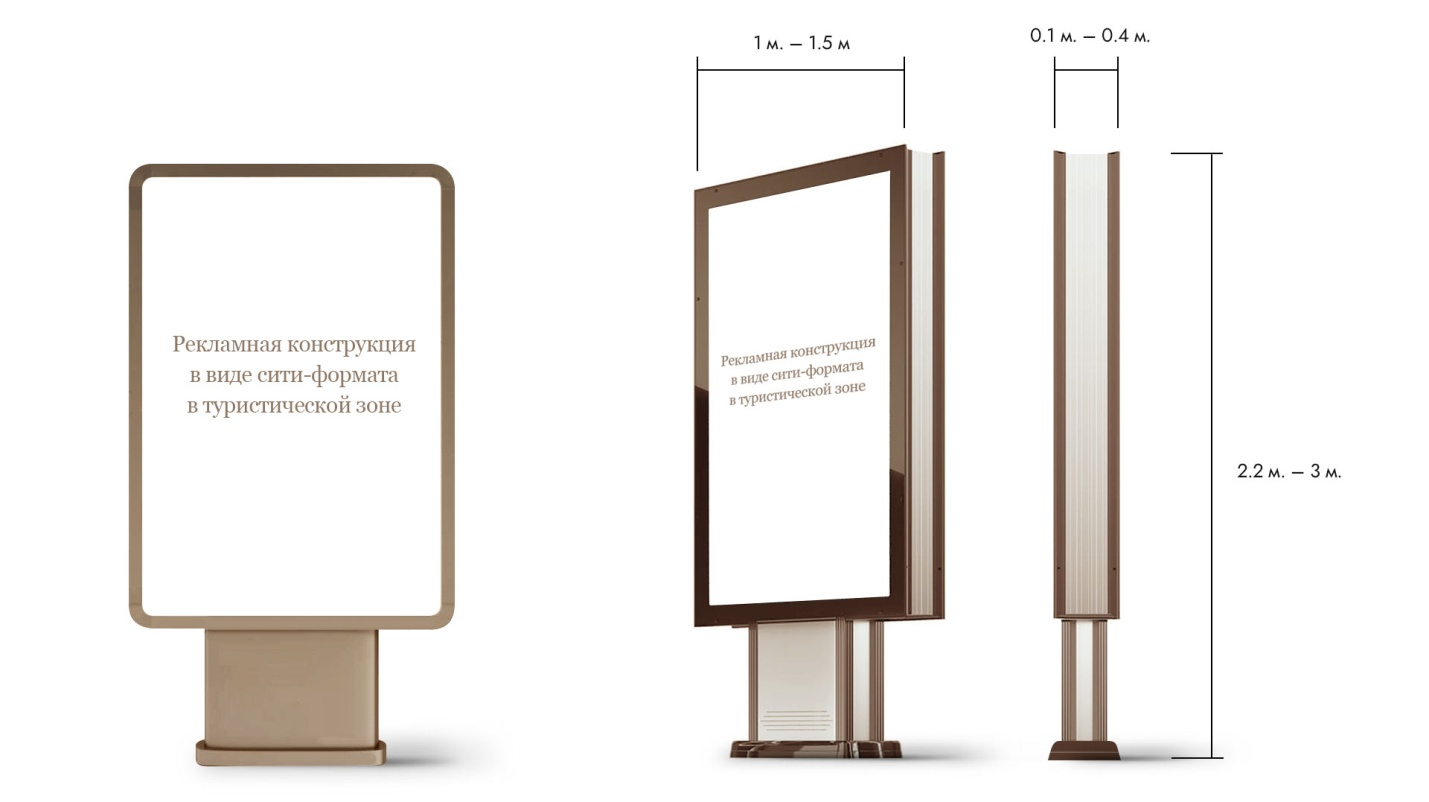 1 м. – 1.5 м
0.1 м. – 0.4 м.
Рекламная конструкция
в виде сити-формата
в туристической зоне
Рекламная конструкция
в виде сити-формата
в туристической зоне
2.2 м. – 3 м.